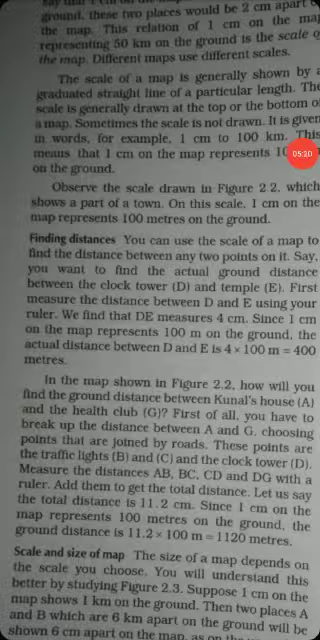 say that 1 cm on the map
ground, these two places would be 2 cm apart
the map. This relation of 1 cm on the map
representing 50 km on the ground is the scale of
the map. Different maps use different scales.
The scale of a map is generally shown by a
graduated straight line of a particular length. The
scale is generally drawn at the top or the bottom of
a map. Sometimes the scale is not drawn. It is given
in words, for example, 1 cm to 100 km. This
means that 1 cm on the map represents
05:20
on the ground.
Observe the scale drawn in Figure 2.2, which
shows a part of a town. On this scale, 1 cm on the
map represents 100 metres on the ground.
Finding distances You can use the scale of a map to
find the distance between any two points on it. Say,
you want to find the actual ground distance
between the clock tower (D) and temple (E). First
measure the distance between D and E using your
ruler. We find that DE measures 4 cm. Since 1 cm
on the map represents 100 m on the ground, the
actual distance between D and E is 4 × 100 m = 400
metres.
In the map shown in Figure 2.2, how will you
find the ground distance between Kunal's house (A)
and the health club (G)? First of all, you have to
break up the distance between A and G, choosing
points that are joined by roads. These points are
the traffic lights (B) and (C) and the clock tower (D).
Measure the distances AB, BC, CD and DG with a
ruler. Add them to get the total distance. Let us say
the total distance is 11.2 cm. Since 1 cm on the
map represents 100 metres on the ground, the
ground distance is 11.2 × 100 m = 1120 metres.
Scale and size of map The size of a map depends on
the scale you choose. You will understand this
better by studying Figure 2.3. Suppose 1 cm on the
map shows 1 km on the ground. Then two places A
and B which are 6 km apart on the ground will be
shown 6 cm apart on the map, as on the